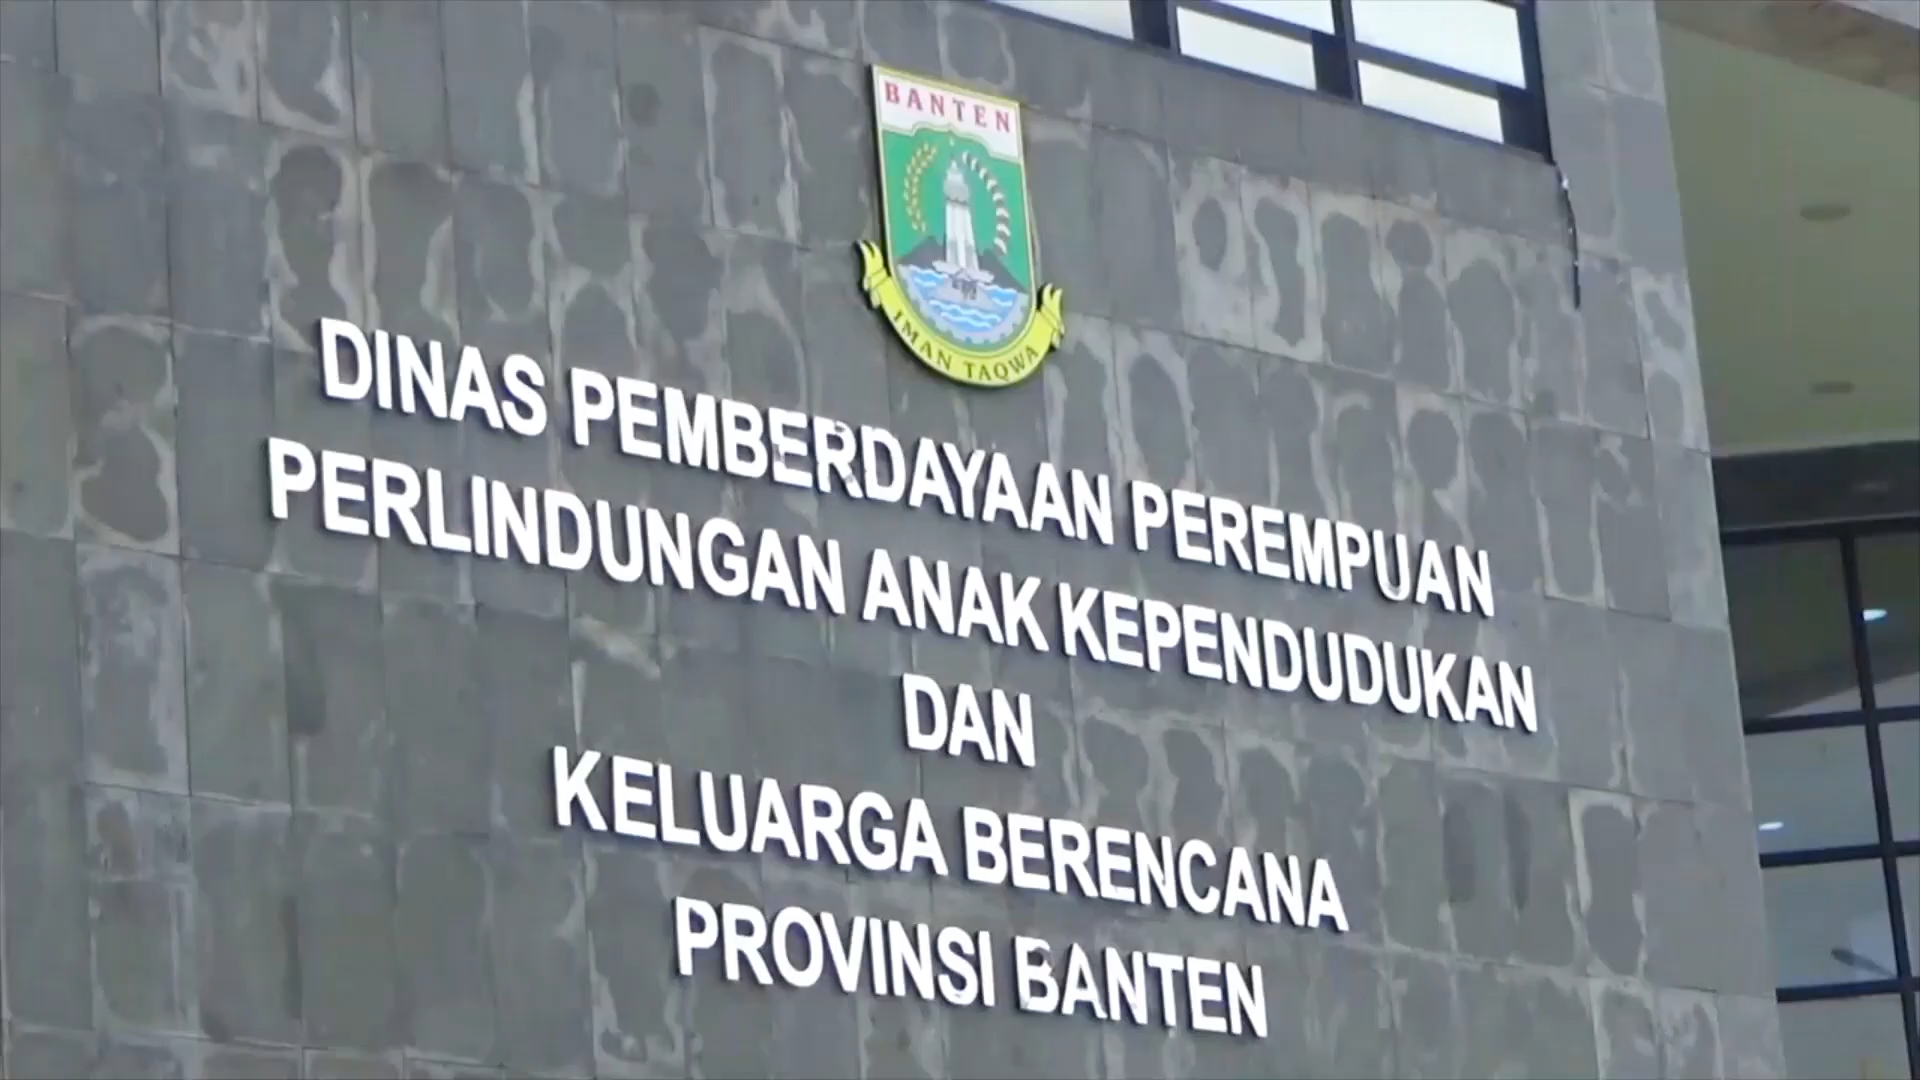 BANTEN
IMAN TAQWA
DINAS PEMBERDAYAAN PEREMPUAN
PERLINDUNGAN ANAK KEPENDUDUKAN
DAN
KELUARGA BERENCANA
PROVINSI BANTEN